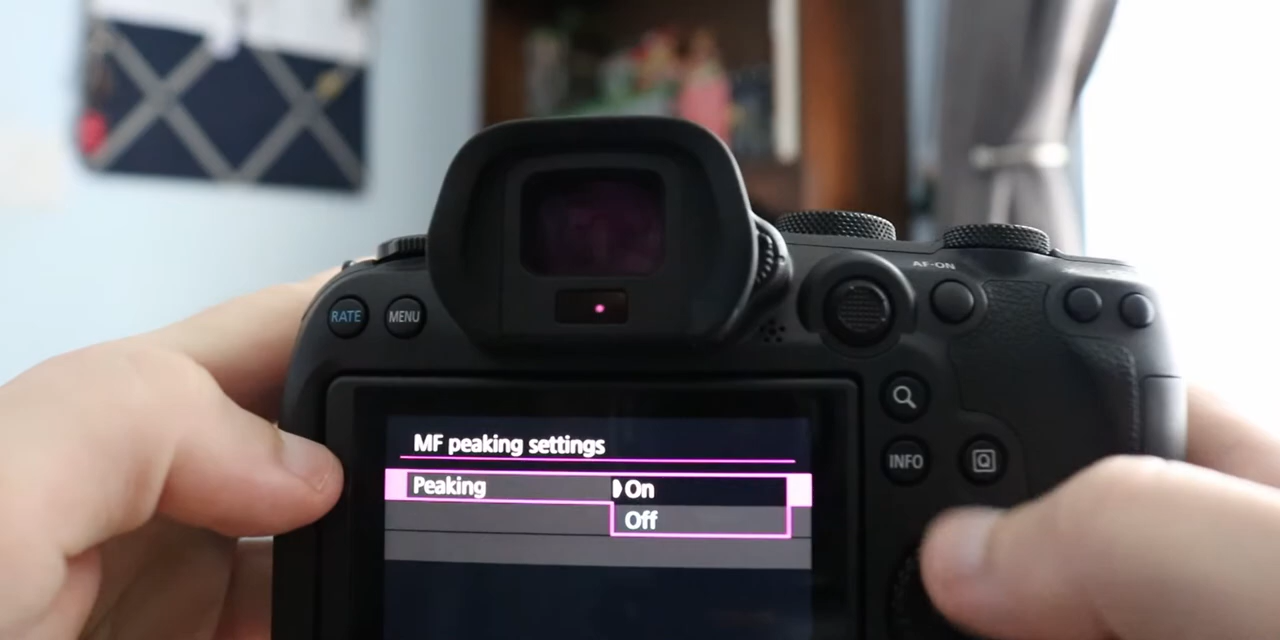 AF-ON
RATE
MENU
INFO
Q
MF peaking settings
Peaking
On
Off